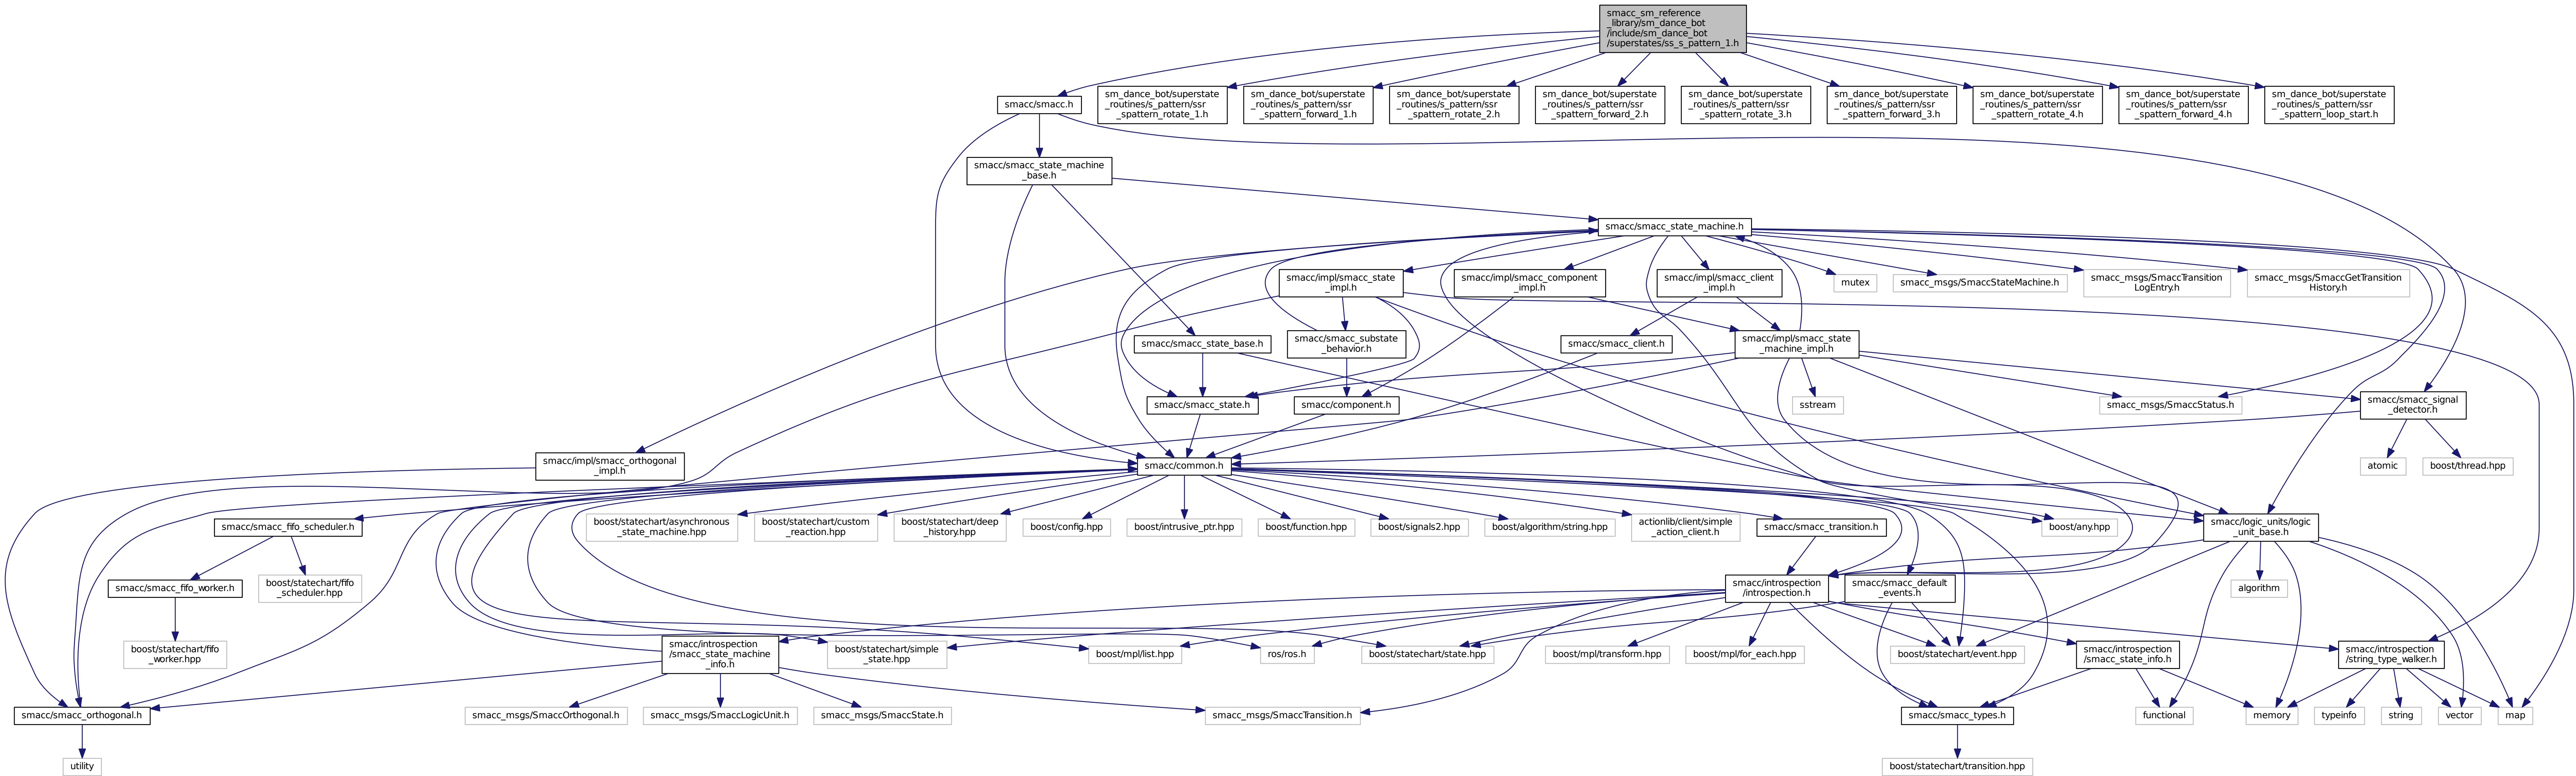 smacc_sm_reference
_library/sm_dance_bot
/include/sm_dance_bot
/superstates/ss_s_pattern_1.h
smacc/smacc.h
sm_dance_bot/superstate
_routines/s_pattern/ssr
_spattern_rotate_1.h
sm_dance_bot/superstate
_routines/s_pattern/ssr
_spattern_forward_1.h
sm_dance_bot/superstate
_routines/s_pattern/ssr
_spattern_rotate_2.h
sm_dance_bot/superstate
_routines/s_pattern/ssr
_spattern_forward_2.h
sm_dance_bot/superstate
_routines/s_pattern/ssr
_spattern_rotate_3.h
sm_dance_bot/superstate
_routines/s_pattern/ssr
_spattern_forward_3.h
sm_dance_bot/superstate
_routines/s_pattern/ssr
_spattern_rotate_4.h
sm_dance_bot/superstate
_routines/s_pattern/ssr
_spattern_forward_4.h
sm_dance_bot/superstate
_routines/s_pattern/ssr
_spattern_loop_start.h
smacc/smacc_state_machine
_base.h
smacc/smacc_state_machine.h
smacc/impl/smacc_state
_impl.h
smacc/impl/smacc_component
_impl.h
smacc/impl/smacc_client
_impl.h
mutex
smacc_msgs/SmaccStateMachine.h
smacc_msgs/SmaccTransition
LogEntry.h
smacc_msgs/SmaccGetTransition
History.h
smacc/smacc_state_base.h
smacc/smacc_substate
_behavior.h
smacc/smacc_client.h
smacc/impl/smacc_state
_machine_impl.h
smacc/smacc_state.h
smacc/component.h
sstream
smacc_msgs/SmaccStatus.h
smacc/smacc_signal
_detector.h
smacc/impl/smacc_orthogonal
_impl.h
smacc/common.h
atomic
boost/thread.hpp
smacc/smacc_fifo_scheduler.h
boost/statechart/asynchronous
_state_machine.hpp
boost/statechart/custom
_reaction.hpp
boost/statechart/deep
_history.hpp
boost/config.hpp
boost/intrusive_ptr.hpp
boost/function.hpp
boost/signals2.hpp
boost/algorithm/string.hpp
actionlib/client/simple
_action_client.h
smacc/smacc_transition.h
boost/any.hpp
smacc/logic_units/logic
_unit_base.h
smacc/smacc_fifo_worker.h
boost/statechart/fifo
_scheduler.hpp
smacc/introspection
/introspection.h
smacc/smacc_default
_events.h
algorithm
boost/statechart/fifo
_worker.hpp
smacc/introspection
/smacc_state_machine
_info.h
boost/statechart/simple
_state.hpp
boost/mpl/list.hpp
ros/ros.h
boost/statechart/state.hpp
boost/mpl/transform.hpp
boost/mpl/for_each.hpp
boost/statechart/event.hpp
smacc/introspection
/smacc_state_info.h
smacc/introspection
/string_type_walker.h
smacc/smacc_orthogonal.h
smacc_msgs/SmaccOrthogonal.h
smacc_msgs/SmaccLogicUnit.h
smacc_msgs/SmaccState.h
smacc_msgs/SmaccTransition.h
smacc/smacc_types.h
functional
memory
typeinfo
string
vector
map
utility
boost/statechart/transition.hpp